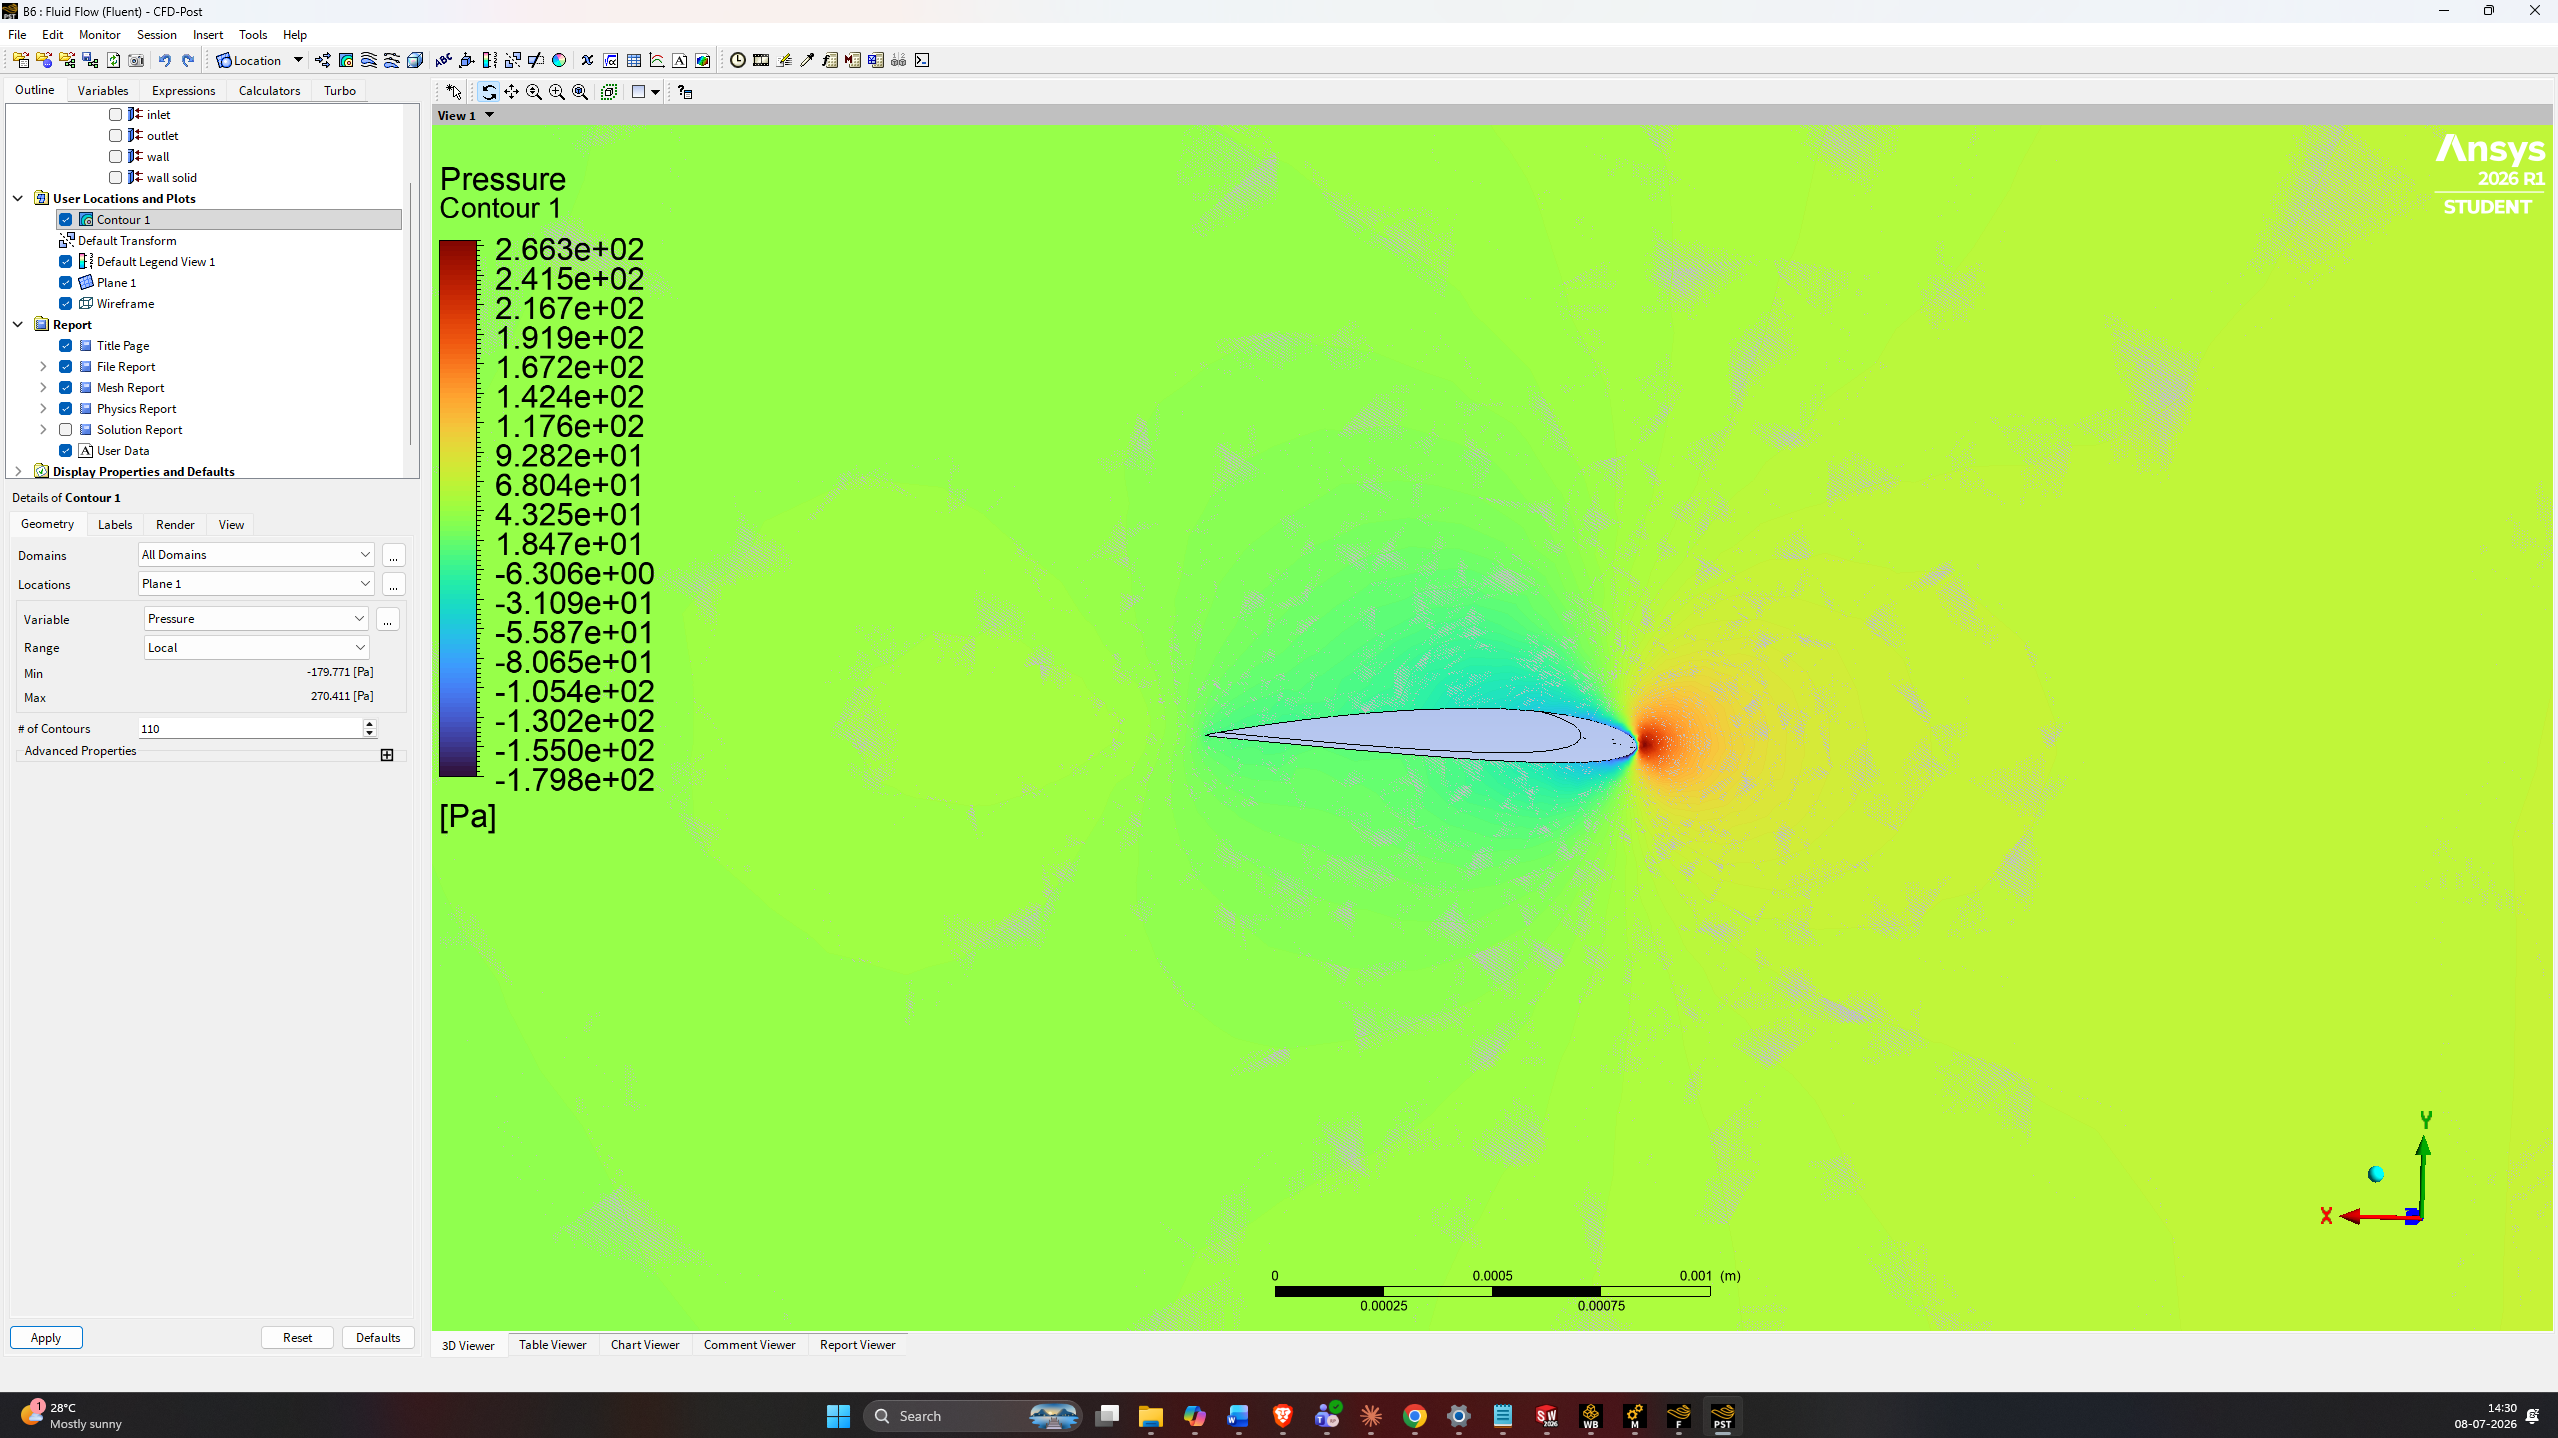 B6 : Fluid Flow (Fluent) - CFD-Post
File Edit Monitor Session Insert Tools Help
Location
Outline Variables Expressions Calculators Turbo
inlet
outlet
wall
wall solid
User Locations and Plots
Contour 1
Default Transform
Default Legend View 1
Plane 1
Wireframe
Report
Title Page
File Report
Mesh Report
Physics Report
Solution Report
User Data
Display Properties and Defaults
Details of Contour 1
Geometry Labels Render View
Domains All Domains ...
Locations Plane 1 ...
Variable Pressure ...
Range Local
Min -179.771 [Pa]
Max 270.411 [Pa]
# of Contours 110
Advanced Properties
Apply Reset Defaults
View 1
Pressure
Contour 1
2.663e+02
2.415e+02
2.167e+02
1.919e+02
1.672e+02
1.424e+02
1.176e+02
9.282e+01
6.804e+01
4.325e+01
1.847e+01
-6.306e+00
-3.109e+01
-5.587e+01
-8.065e+01
-1.054e+02
-1.302e+02
-1.550e+02
-1.798e+02
[Pa]
Ansys
2026 R1
STUDENT
Y
X
0 0.0005 0.001 (m)
0.00025 0.00075
3D Viewer Table Viewer Chart Viewer Comment Viewer Report Viewer
1
28°C
Mostly sunny
Search
SW
2026
WB
M
F
PST
14:30
08-07-2026